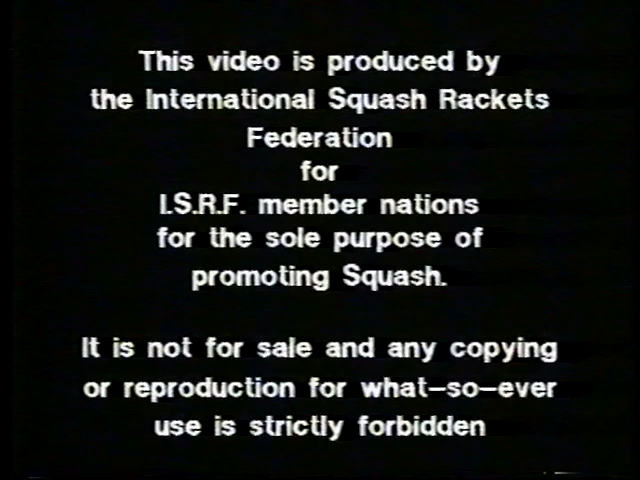 This video is produced by
the International Squash Rackets
Federation
for
I.S.R.F. member nations
for the sole purpose of
promoting Squash.
It is not for sale and any copying
or reproduction for what-so-ever
use is strictly forbidden